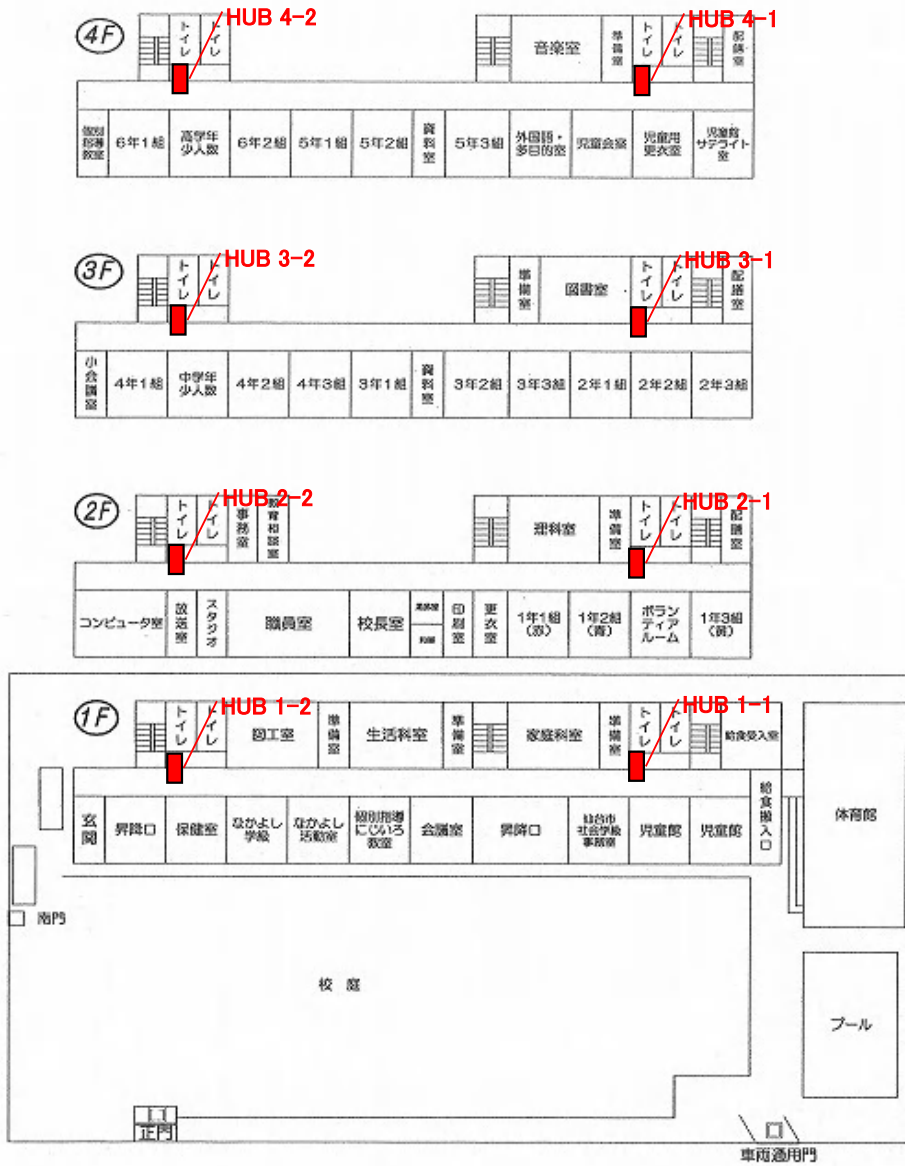 HUB 4-2
HUB 4-1
4F
トイレ
トイレ
音楽室
準備室
トイレ
トイレ
配膳室
個別指導教室
6年1組
高学年
少人数
6年2組
5年1組
5年2組
資料室
5年3組
外国語・
多目的室
児童会室
児童用
更衣室
児童館
サテライト
室
HUB 3-2
HUB 3-1
3F
トイレ
トイレ
準備室
図書室
トイレ
トイレ
配膳室
小会議室
4年1組
中学年
少人数
4年2組
4年3組
3年1組
資料室
3年2組
3年3組
2年1組
2年2組
2年3組
HUB 2-2
HUB 2-1
2F
トイレ
トイレ
事務室
教育相談室
理科室
準備室
トイレ
トイレ
配膳室
コンピュータ室
放送室
スタジオ
職員室
校長室
印刷室
更衣室
1年1組
(赤)
1年2組
(青)
ボラン
ティア
ルーム
1年3組
(黄)
HUB 1-2
HUB 1-1
1F
トイレ
トイレ
図工室
準備室
生活科室
準備室
家庭科室
準備室
トイレ
トイレ
給食受入室
玄関
昇降口
保健室
なかよし
学級
なかよし
活動室
個別指導
にじいろ
教室
会議室
昇降口
仙台市
社会学級
事務室
児童館
児童館
給食搬入口
体育館
南門
校 庭
プール
正門
車両通用門